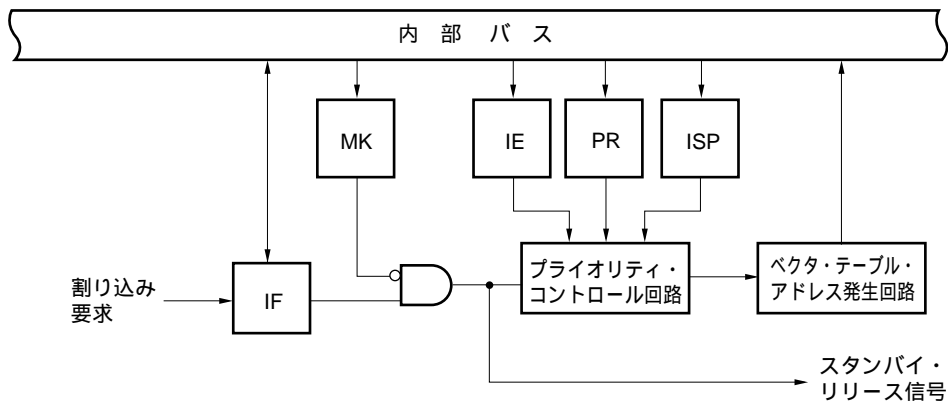 内 部 バ ス
MK
IE
PR
ISP
割り込み
要求
IF
プライオリティ・
コントロール回路
ベクタ・テーブル・
アドレス発生回路
スタンバイ・
リリース信号